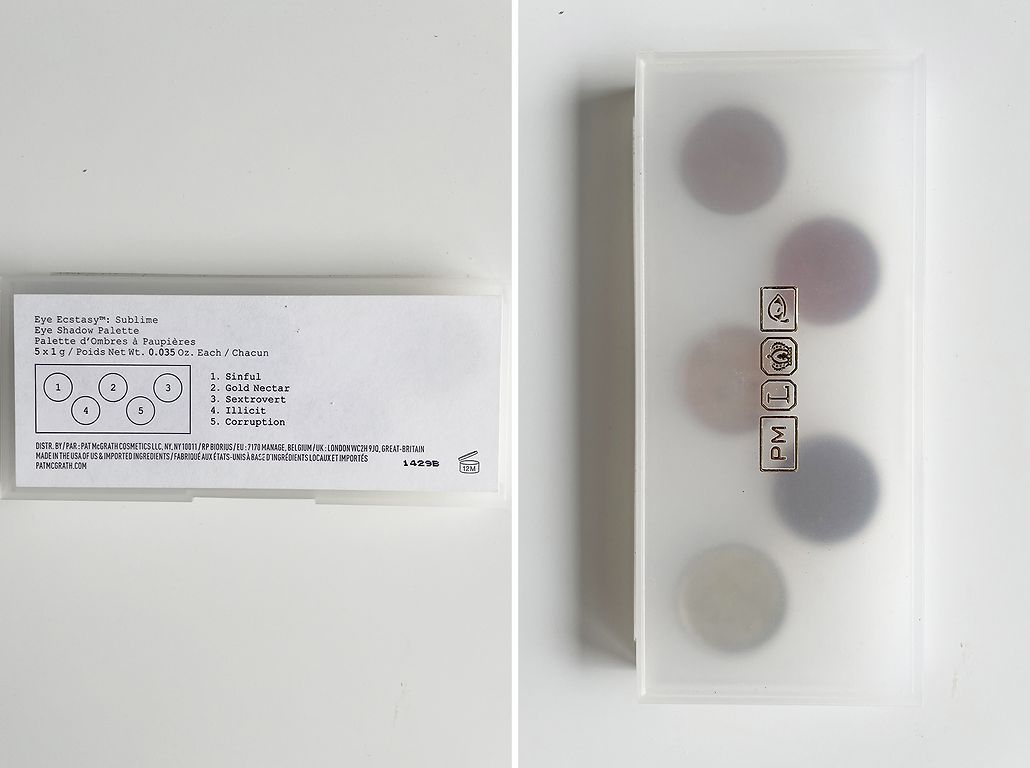 Eye Ecstasy™: Sublime
Eye Shadow Palette
Palette d'Ombres à Paupières
5 x 1 g / Poids Net Wt. 0.035 Oz. Each / Chacun
1 2 3
4 5
1. Sinful
2. Gold Nectar
3. Sextrovert
4. Illicit
5. Corruption
DISTR. BY / PAR : PAT McGRATH COSMETICS LLC, NY, NY 10011 / RP BIORIUS / EU : 7170 MANAGE, BELGIUM / UK : LONDON WC2H 9JQ, GREAT-BRITAIN
MADE IN THE USA OF US & IMPORTED INGREDIENTS / FABRIQUÉ AUX ÉTATS-UNIS À BASE D'INGRÉDIENTS LOCAUX ET IMPORTÉS
PATMCGRATH.COM
1429B
12M
PM L